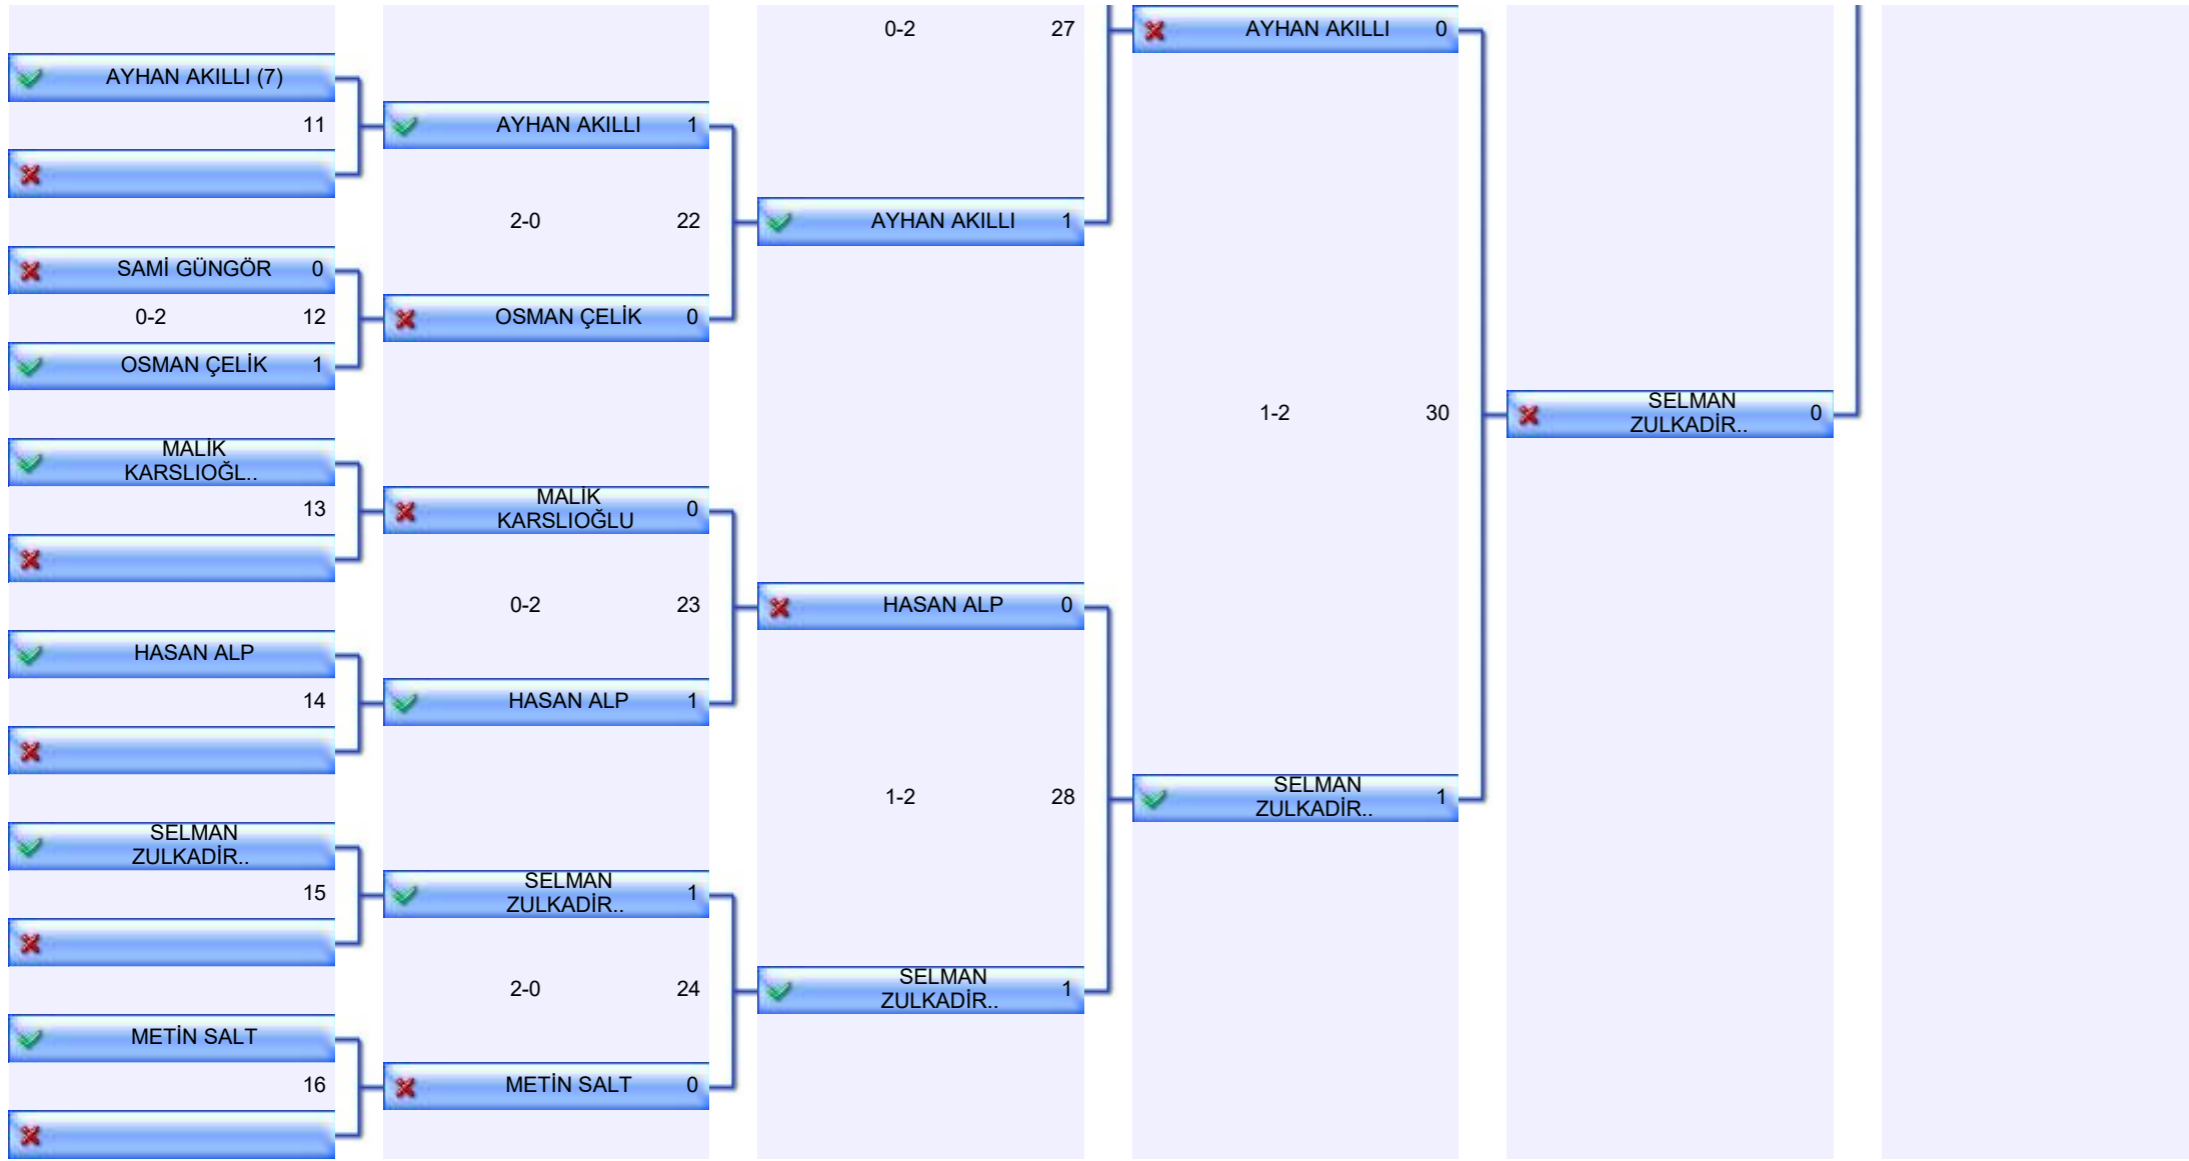 0-2 27
AYHAN AKILLI 0
AYHAN AKILLI (7)
11
AYHAN AKILLI 1
2-0 22
AYHAN AKILLI 1
SAMİ GÜNGÖR 0
0-2 12
OSMAN ÇELİK 0
OSMAN ÇELİK 1
1-2 30
SELMAN
ZULKADİR.. 0
MALİK
KARSLIOĞL..
13
MALİK
KARSLIOĞLU 0
0-2 23
HASAN ALP 0
HASAN ALP
14
HASAN ALP 1
1-2 28
SELMAN
ZULKADİR.. 1
SELMAN
ZULKADİR..
15
SELMAN
ZULKADİR.. 1
2-0 24
SELMAN
ZULKADİR.. 1
METİN SALT
16
METİN SALT 0